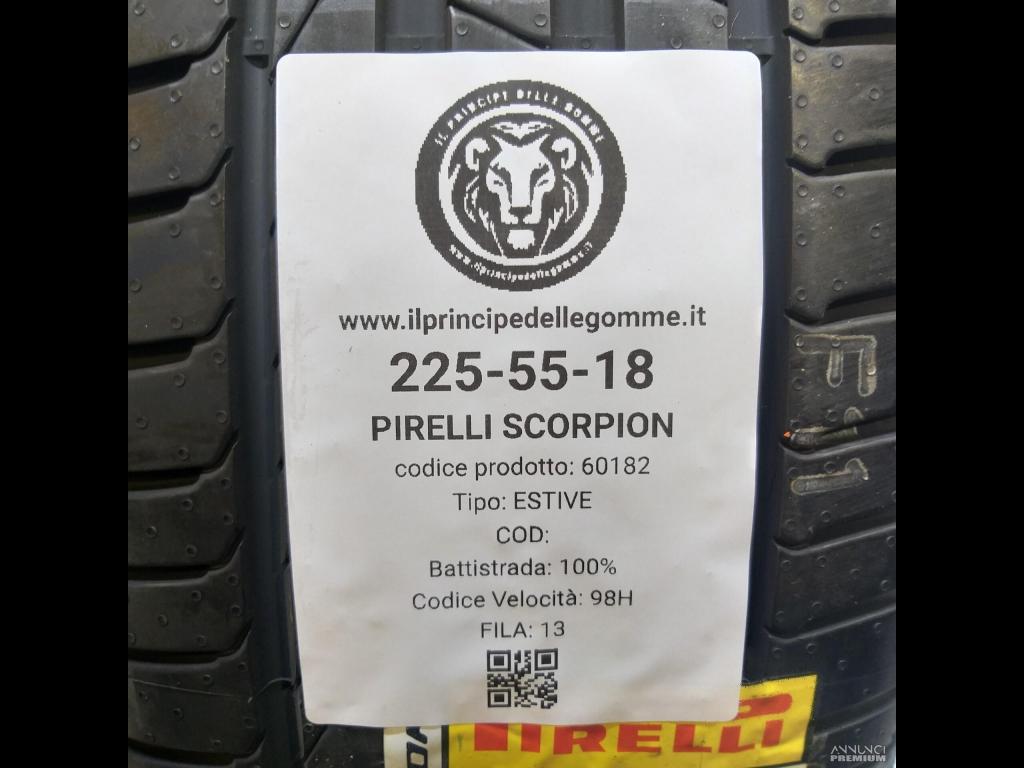 IL PRINCIPE DELLE GOMME
www.ilprincipedellegomme.it
www.ilprincipedellegomme.it
225-55-18
PIRELLI SCORPION
codice prodotto: 60182
Tipo: ESTIVE
COD:
Battistrada: 100%
Codice Velocità: 98H
FILA: 13
PIRELLI
ANNUNCI
PREMIUM